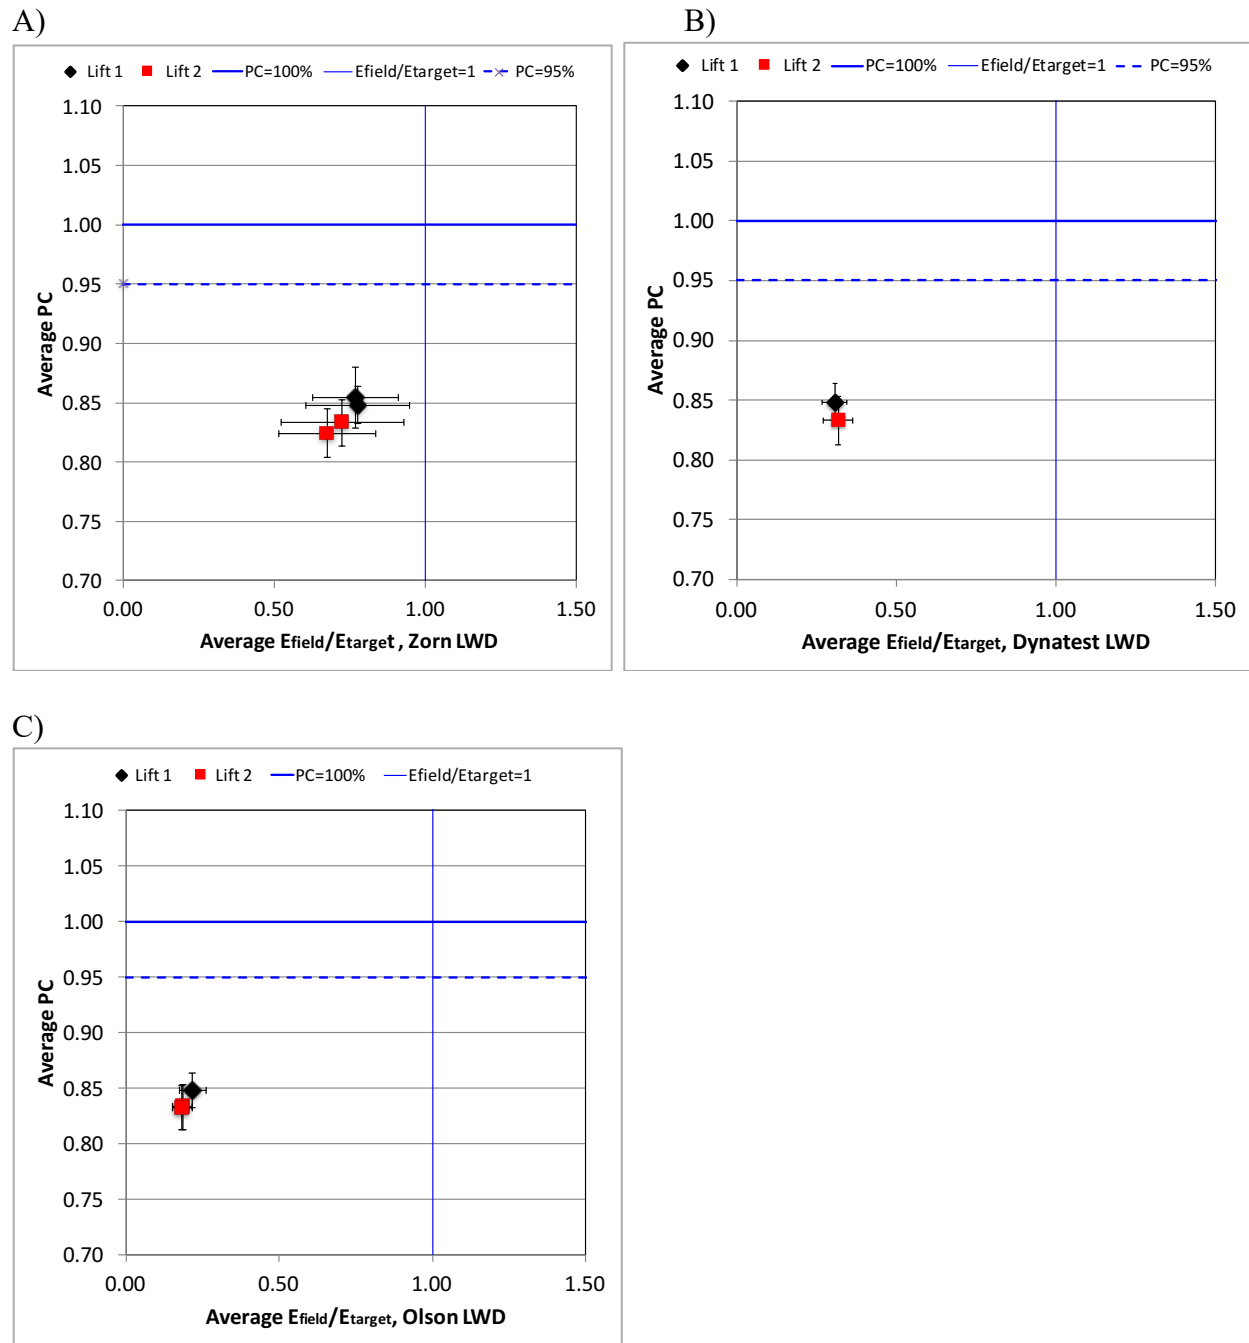 A)
B)
Lift 1 Lift 2 PC=100% Efield/Etarget=1 PC=95%
1.10
1.05
1.00
0.95
0.90
0.85
0.80
0.75
0.70
0.00 0.50 1.00 1.50
Average PC
Average Efield/Etarget , Zorn LWD
Lift 1 Lift 2 PC=100% Efield/Etarget=1 PC=95%
1.10
1.05
1.00
0.95
0.90
0.85
0.80
0.75
0.70
0.00 0.50 1.00 1.50
Average PC
Average Efield/Etarget, Dynatest LWD
C)
Lift 1 Lift 2 PC=100% Efield/Etarget=1
1.10
1.05
1.00
0.95
0.90
0.85
0.80
0.75
0.70
0.00 0.50 1.00 1.50
Average PC
Average Efield/Etarget, Olson LWD